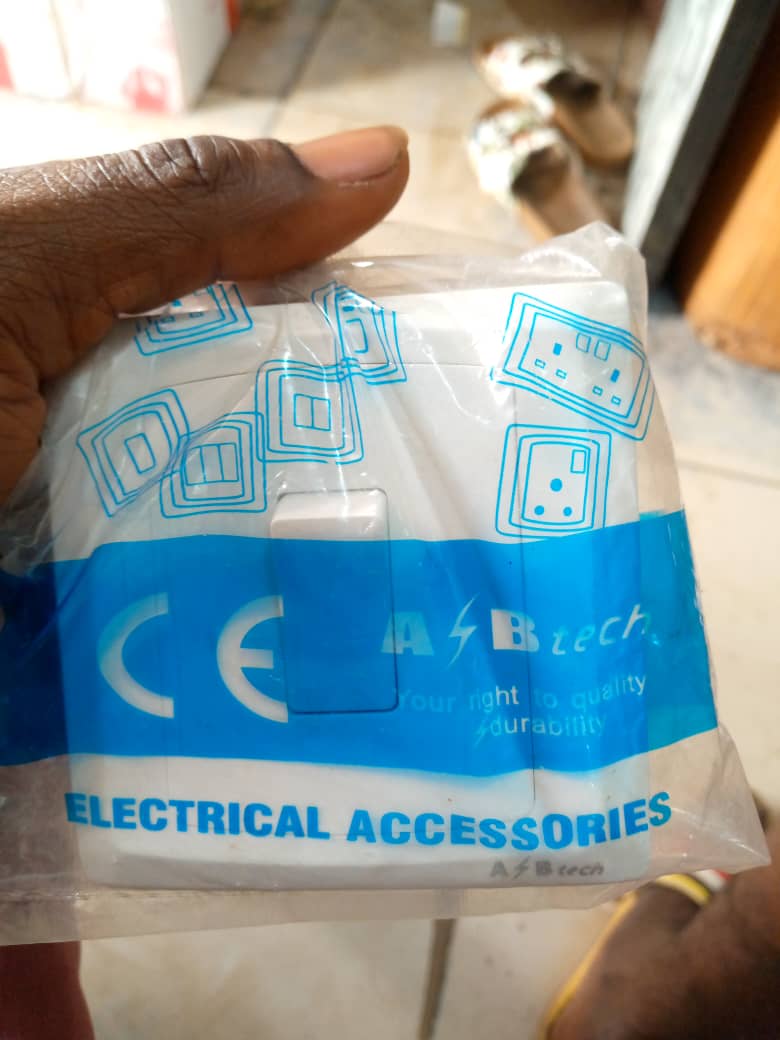 CE
A⚡B tech
Your right to quality
⚡durability
ELECTRICAL ACCESSORIES
A⚡B tech